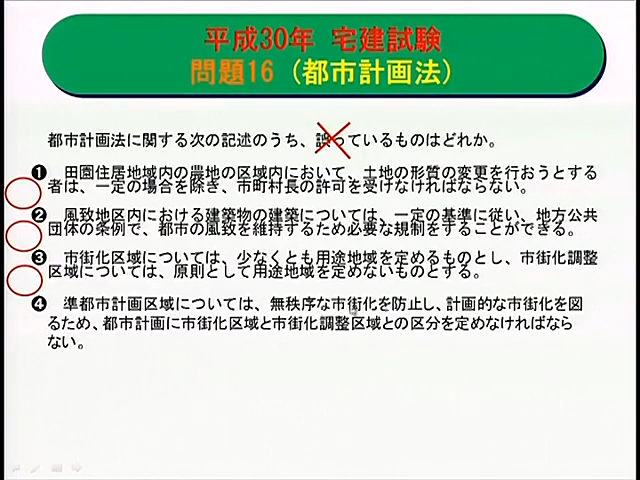 平成30年 宅建試験
問題16 (都市計画法)
都市計画法に関する次の記述のうち、誤っているものはどれか。
❶ 田園住居地域内の農地の区域内において、土地の形質の変更を行おうとする
者は、一定の場合を除き、市町村長の許可を受けなければならない。
❷ 風致地区内における建築物の建築については、一定の基準に従い、地方公共
団体の条例で、都市の風致を維持するため必要な規制をすることができる。
❸ 市街化区域については、少なくとも用途地域を定めるものとし、市街化調整
区域については、原則として用途地域を定めないものとする。
❹ 準都市計画区域については、無秩序な市街化を防止し、計画的な市街化を図
るため、都市計画に市街化区域と市街化調整区域との区分を定めなければなら
ない。